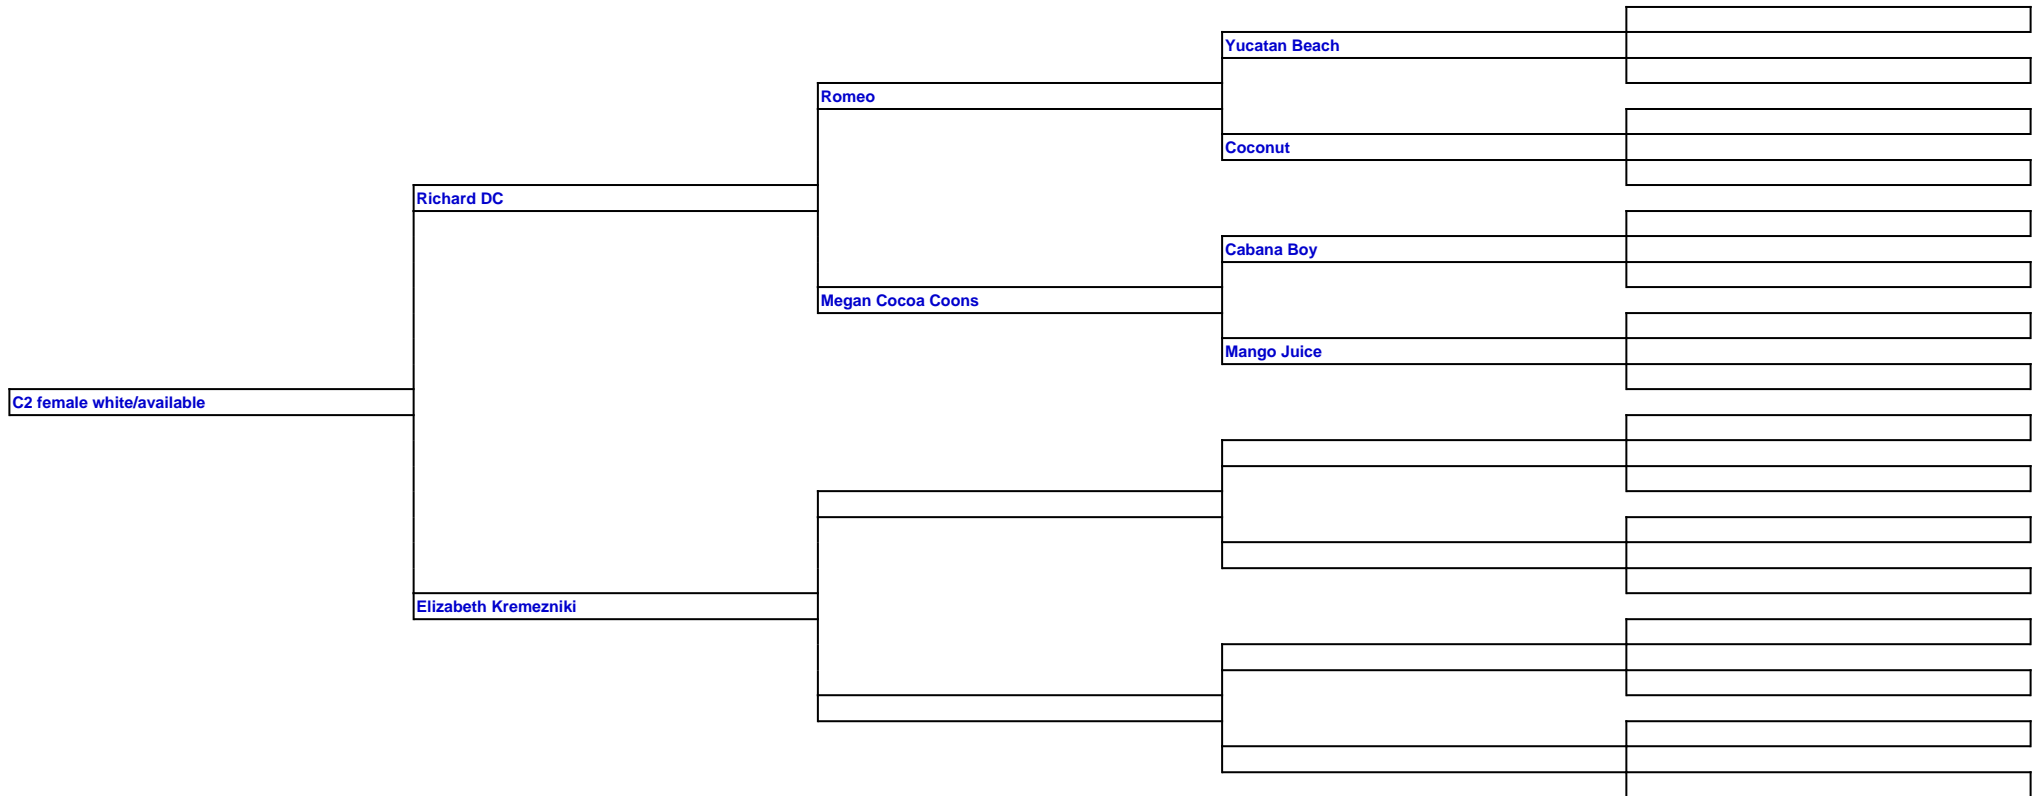 Yucatan Beach
Romeo
Coconut
Richard DC
Cabana Boy
Megan Cocoa Coons
Mango Juice
C2 female white/available
Elizabeth Kremezniki